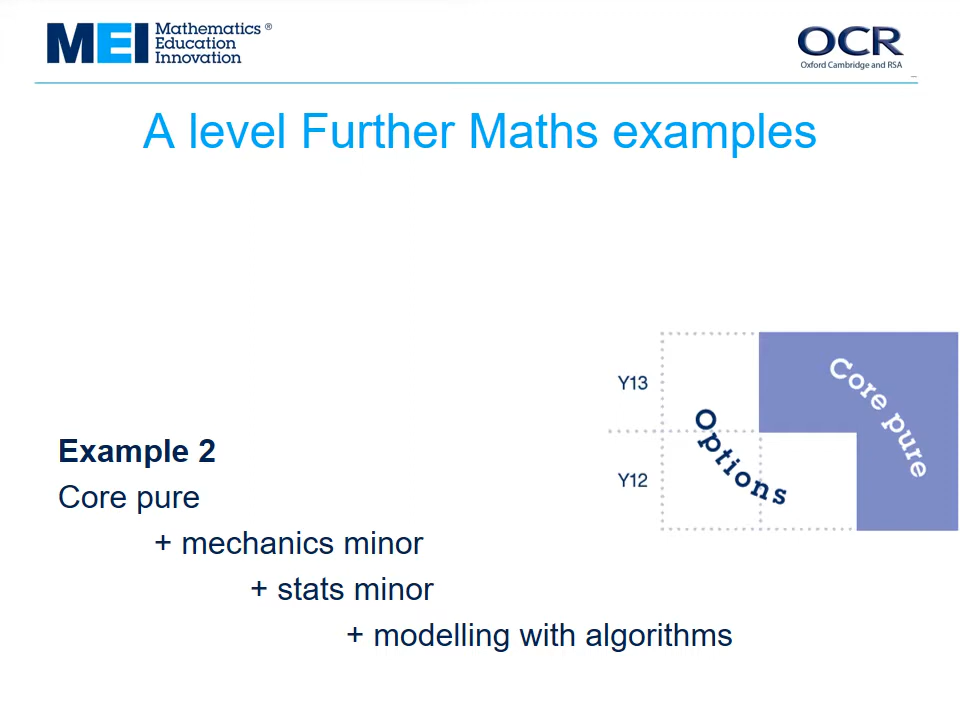 MEI Mathematics ®
Education
Innovation
OCR
Oxford Cambridge and RSA
A level Further Maths examples
Y13
Core pure
Options
Y12
Example 2
Core pure
+ mechanics minor
+ stats minor
+ modelling with algorithms